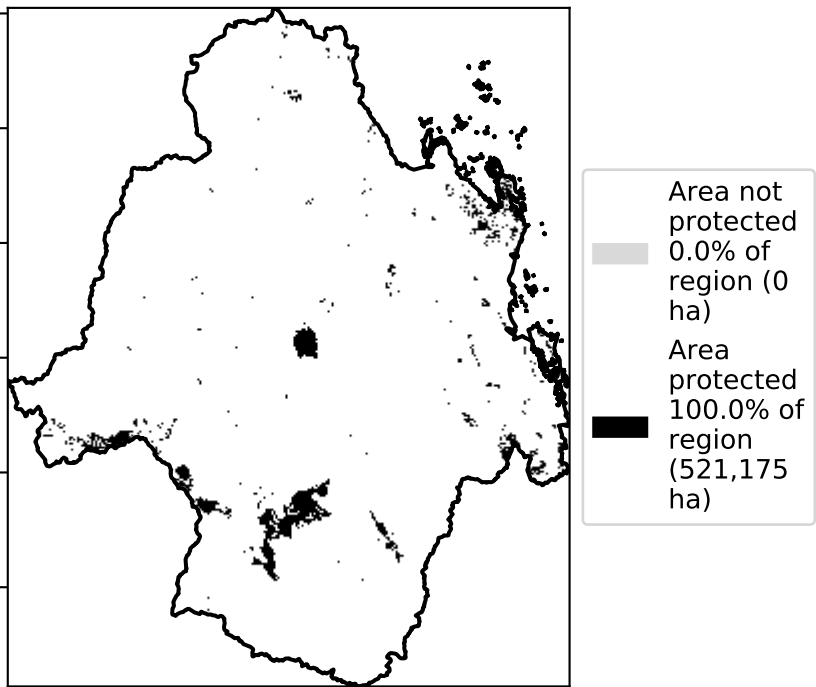 Area not
protected
0.0% of
region (0
ha)
Area
protected
100.0% of
region
(521,175
ha)